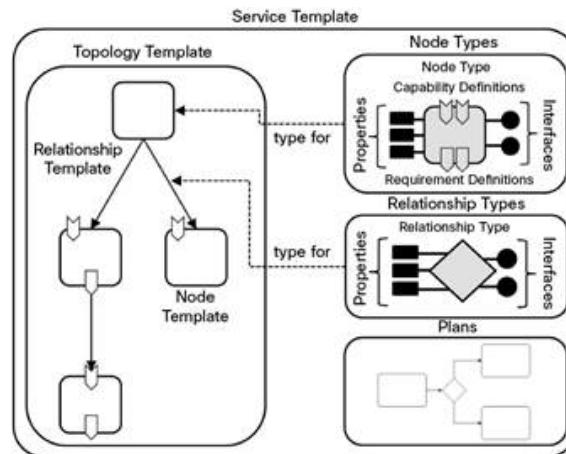 Service Template
Topology Template
Relationship
Template
Node
Template
type for
type for
Node Types
Node Type
Capability Definitions
Properties
Interfaces
Requirement Definitions
Relationship Types
Relationship Type
Properties
Interfaces
Plans